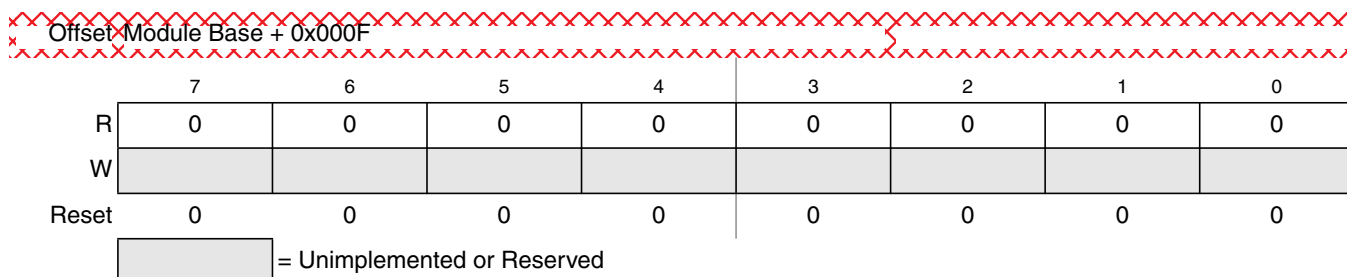 Offset Module Base + 0x000F
7 6 5 4 3 2 1 0
R 0 0 0 0 0 0 0 0
W
Reset 0 0 0 0 0 0 0 0
= Unimplemented or Reserved